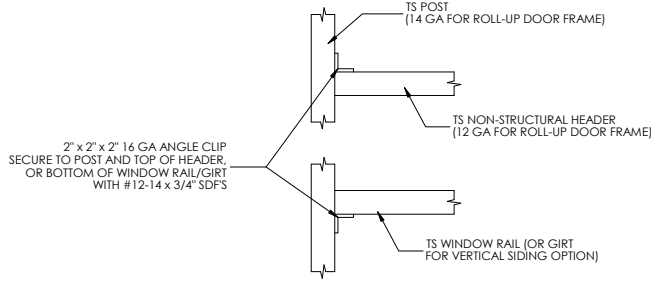 TS POST
(14 GA FOR ROLL-UP DOOR FRAME)
TS NON-STRUCTURAL HEADER
(12 GA FOR ROLL-UP DOOR FRAME)
2" x 2" x 2" 16 GA ANGLE CLIP
SECURE TO POST AND TOP OF HEADER,
OR BOTTOM OF WINDOW RAIL/GIRT
WITH #12-14 x 3/4" SDF'S
TS WINDOW RAIL (OR GIRT
FOR VERTICAL SIDING OPTION)